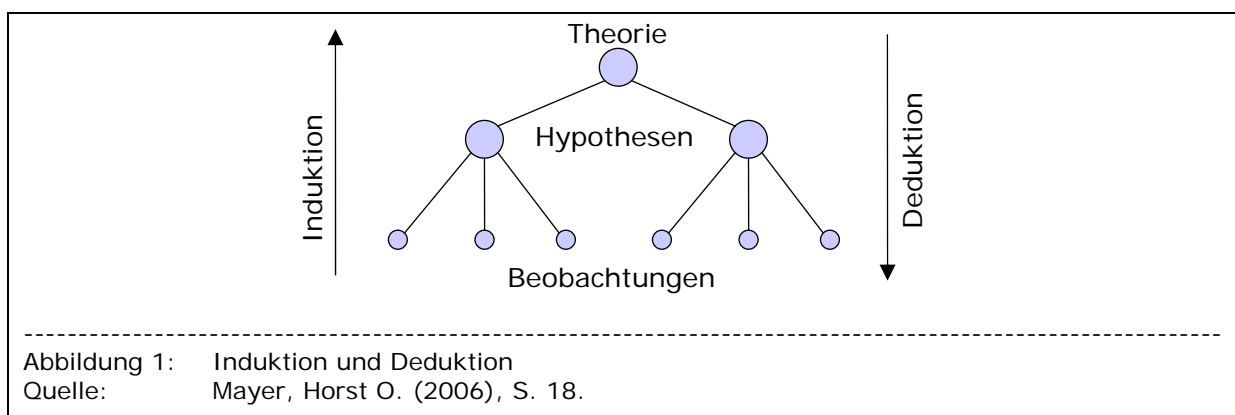 Theorie
Induktion
Hypothesen
Deduktion
Beobachtungen
Abbildung 1: Induktion und Deduktion
Quelle: Mayer, Horst O. (2006), S. 18.